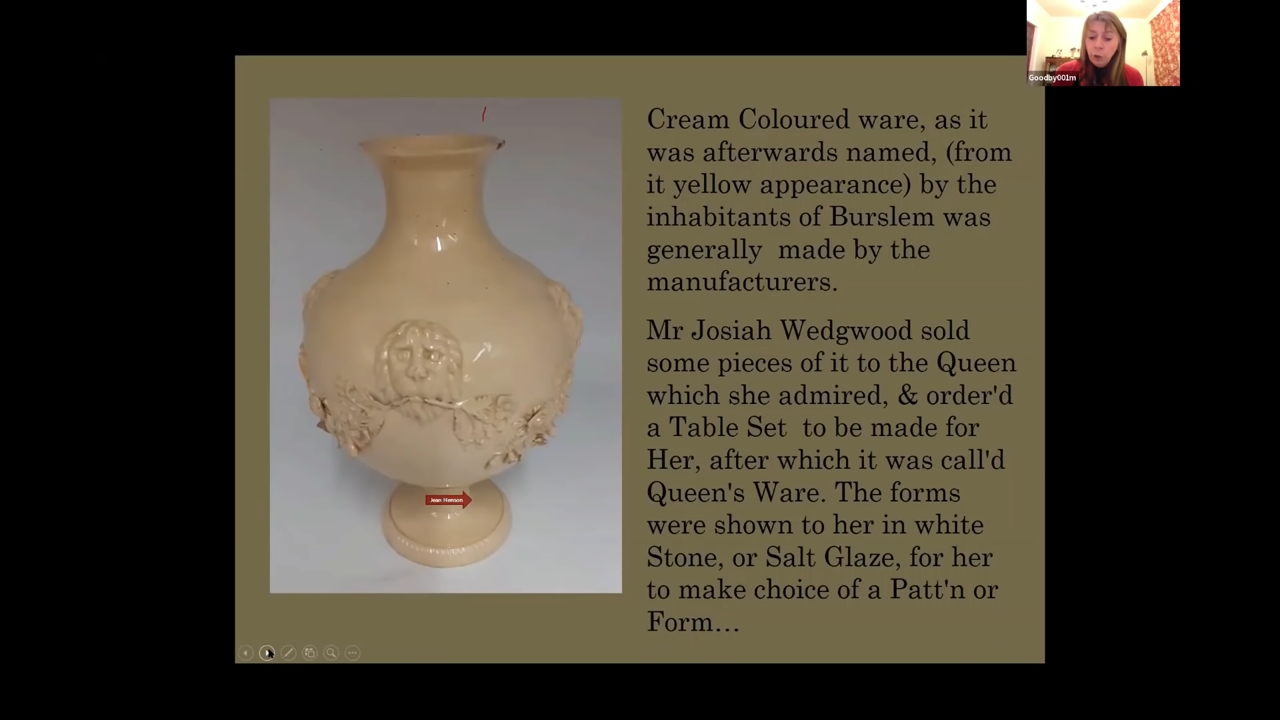 Goodby001m
Cream Coloured ware, as it
was afterwards named, (from
it yellow appearance) by the
inhabitants of Burslem was
generally  made by the
manufacturers.
Mr Josiah Wedgwood sold
some pieces of it to the Queen
which she admired, & order'd
a Table Set  to be made for
Her, after which it was call'd
Queen's Ware. The forms
were shown to her in white
Stone, or Salt Glaze, for her
to make choice of a Patt'n or
Form…
Jean Henson